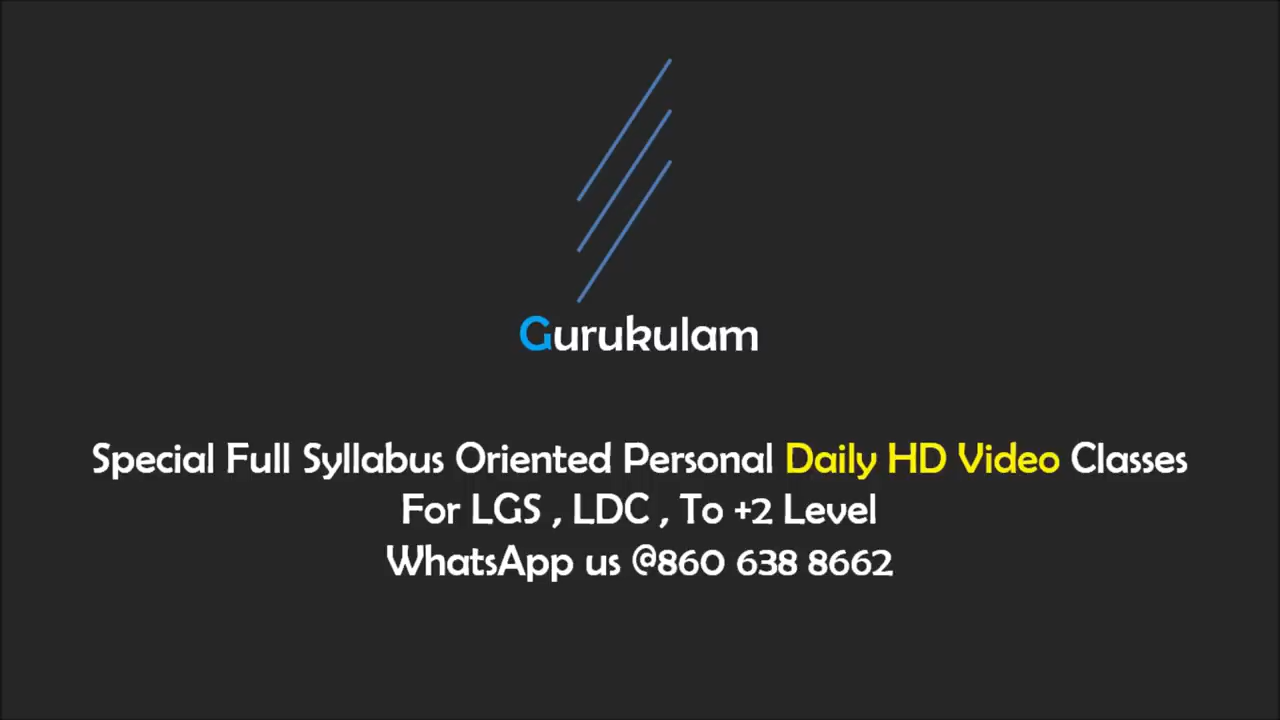 Gurukulam
Special Full Syllabus Oriented Personal Daily HD Video Classes
For LGS , LDC , To +2 Level
WhatsApp us @860 638 8662